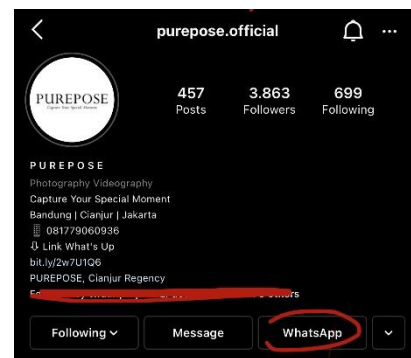 purepose.official
PUREPOSE
Capture Your Special Moment
457 3.863 699
Posts Followers Following
PUREPOSE
Photography Videography
Capture Your Special Moment
Bandung | Cianjur | Jakarta
081779060936
Link What's Up
bit.ly/2w7U1Q6
PUREPOSE, Cianjur Regency
Following Message WhatsApp